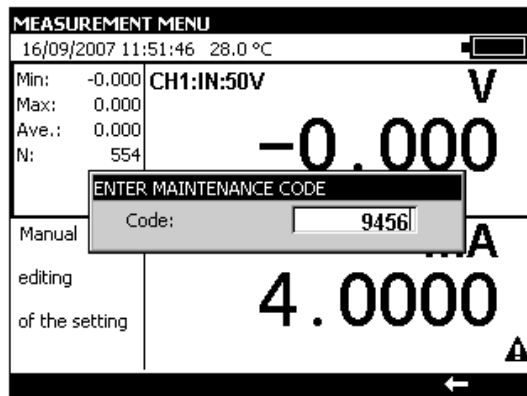 MEASUREMENT MENU
16/09/2007 11:51:46 28.0 °C
Min: -0.000
Max: 0.000
Ave.: 0.000
N: 554
CH1:IN:50V
V
-0.000
ENTER MAINTENANCE CODE
Code: 9456
Manual
editing
of the setting
mA
4.0000